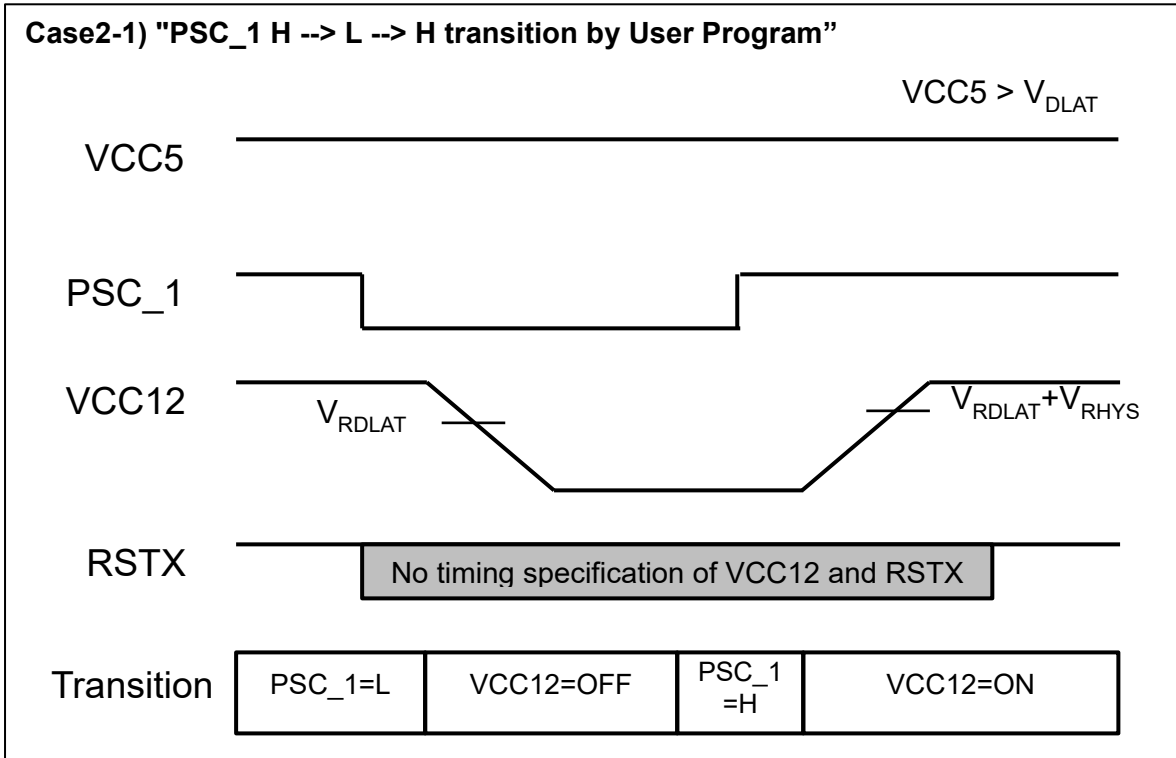 Case2-1) "PSC_1 H --> L --> H transition by User Program”
VCC5 > VDLAT
VCC5
PSC_1
VCC12
VRDLAT
VRDLAT+VRHYS
RSTX
No timing specification of VCC12 and RSTX
Transition
PSC_1=L
VCC12=OFF
PSC_1
=H
VCC12=ON